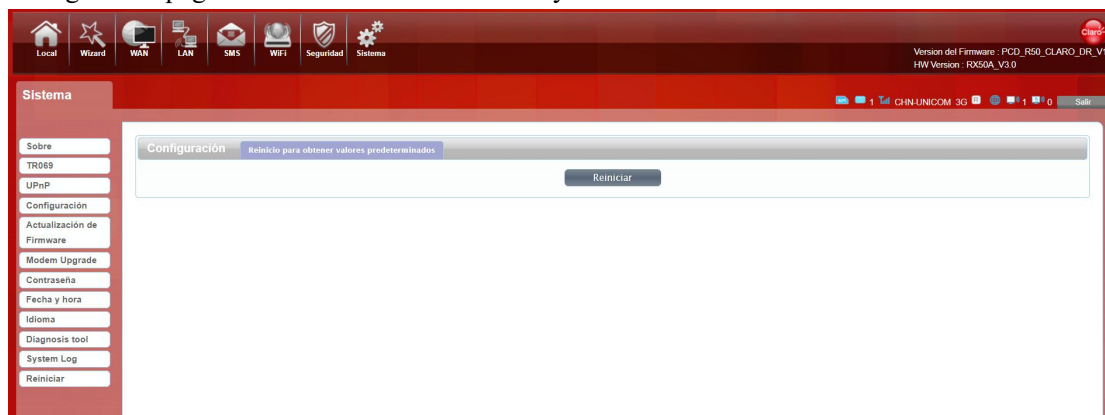 Local Wizard WAN LAN SMS WiFi Seguridad Sistema
Claro
Version del Firmware : PCD_R50_CLARO_DR_V1
HW Version : RX50A_V3.0
Sistema
1 CHN-UNICOM 3G 1 0 Salir
Configuración Reinicio para obtener valores predeterminados
Reiniciar
Sobre
TR069
UPnP
Configuración
Actualización de
Firmware
Modem Upgrade
Contraseña
Fecha y hora
Idioma
Diagnosis tool
System Log
Reiniciar